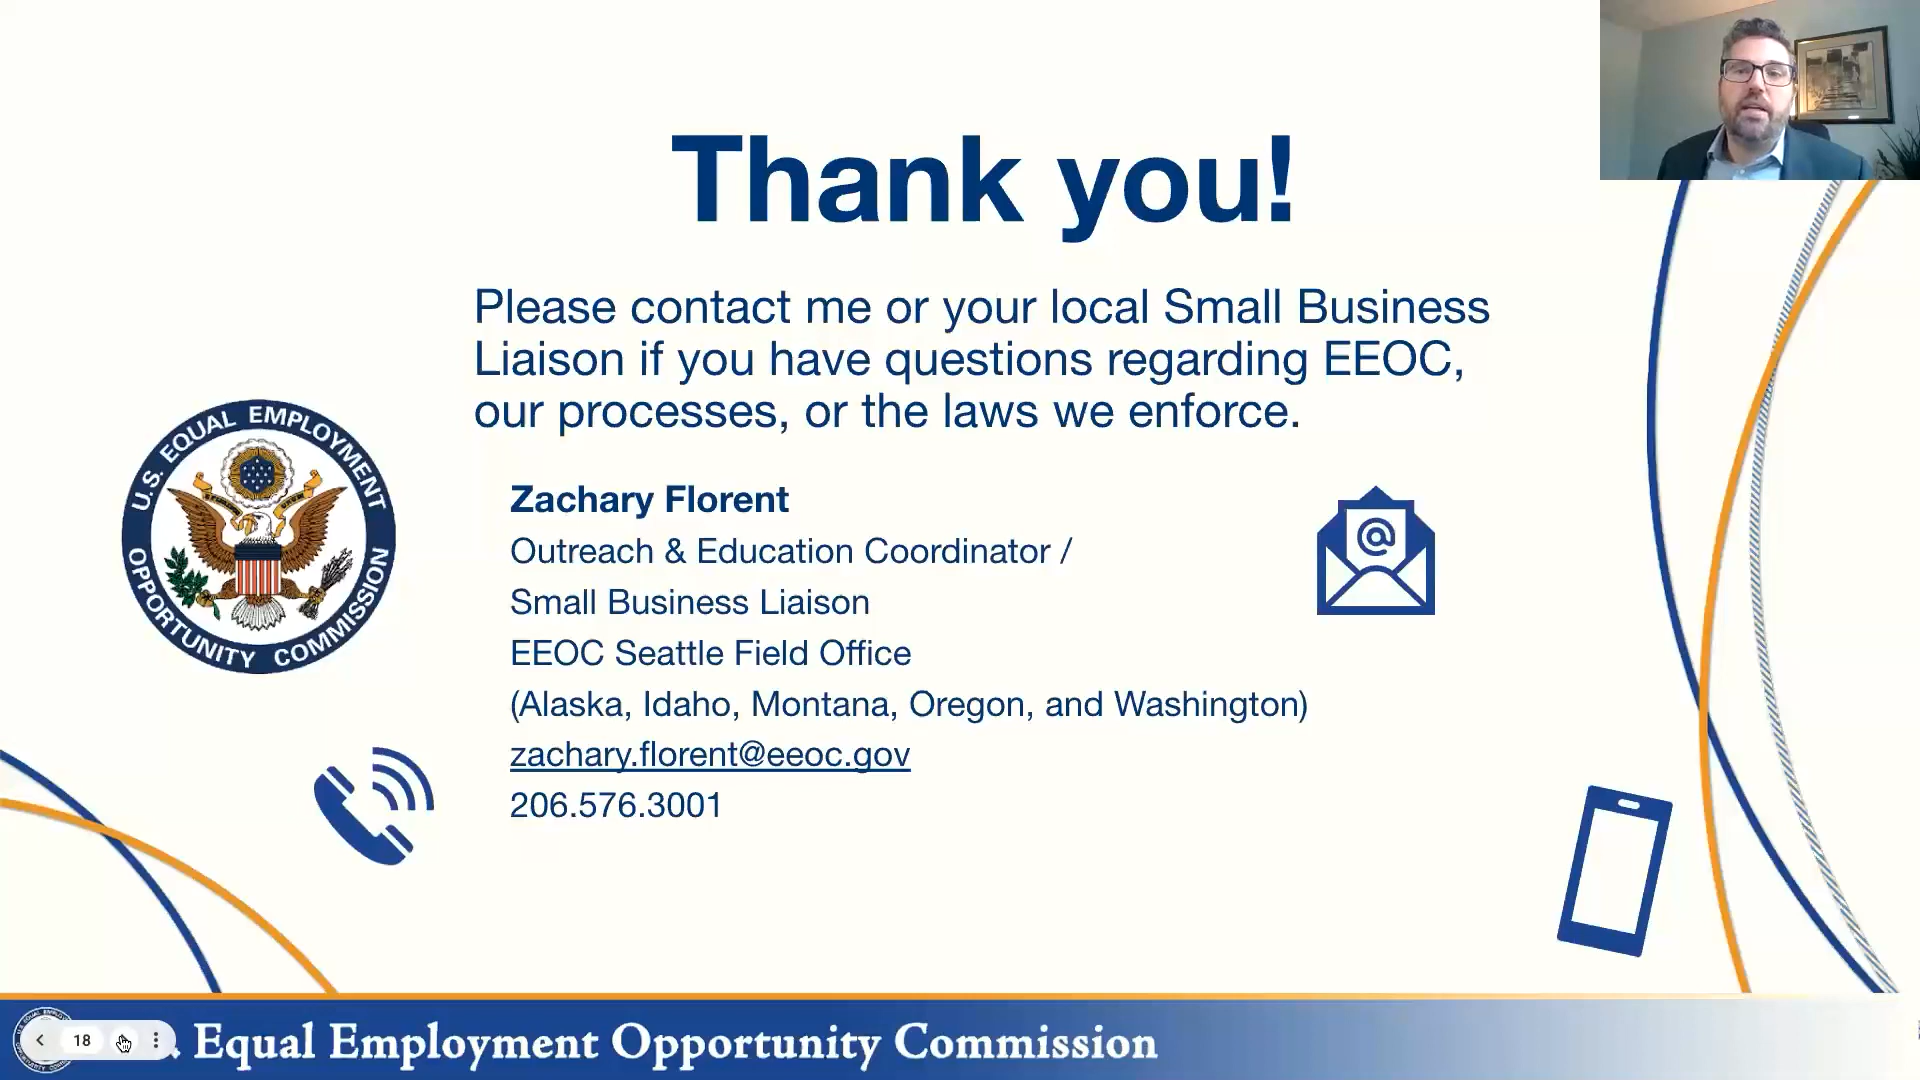 Thank you!
Please contact me or your local Small Business
Liaison if you have questions regarding EEOC,
our processes, or the laws we enforce.
U.S. EQUAL EMPLOYMENT
OPPORTUNITY COMMISSION
Zachary Florent
Outreach & Education Coordinator /
Small Business Liaison
EEOC Seattle Field Office
(Alaska, Idaho, Montana, Oregon, and Washington)
zachary.florent@eeoc.gov
206.576.3001
@
18
Equal Employment Opportunity Commission